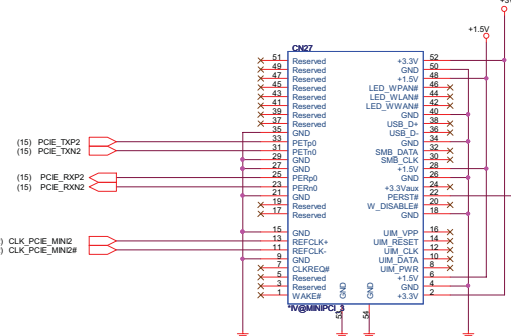 +3
+1.5V
CN27
51 Reserved +3.3V 52
49 Reserved GND 50
47 Reserved +1.5V 48
45 Reserved LED_WPAN# 46
43 Reserved LED_WLAN# 44
41 Reserved LED_WWAN# 42
39 Reserved GND 40
37 Reserved USB_D+ 38
35 GND USB_D- 36
(15) PCIE_TXP2 33 PETp0 GND 34
(15) PCIE_TXN2 31 PETn0 SMB_DATA 32
29 GND SMB_CLK 30
27 GND +1.5V 28
(15) PCIE_RXP2 25 PERp0 GND 26
(15) PCIE_RXN2 23 PERn0 +3.3Vaux 24
21 GND PERST# 22
19 Reserved W_DISABLE# 20
17 Reserved GND 18
15 GND UIM_VPP 16
) CLK_PCIE_MINI2 13 REFCLK+ UIM_RESET 14
) CLK_PCIE_MINI2# 11 REFCLK- UIM_CLK 12
9 GND UIM_DATA 10
7 CLKREQ# UIM_PWR 8
5 Reserved +1.5V 6
3 Reserved GND 4
1 WAKE# +3.3V 2
GND GND
*IV@MINIPCI_3
53 54